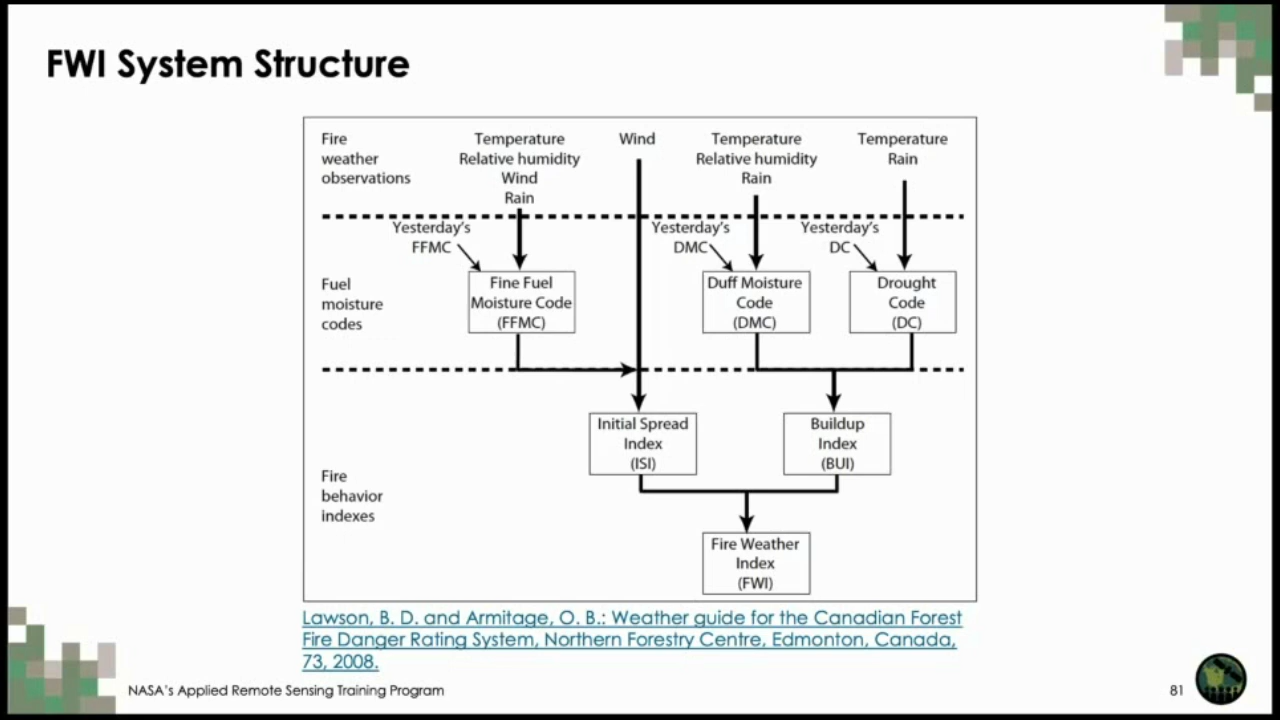 FWI System Structure
Fire
weather
observations
Temperature
Relative humidity
Wind
Rain
Wind
Temperature
Relative humidity
Rain
Temperature
Rain
Yesterday's
FFMC
Yesterday's
DMC
Yesterday's
DC
Fuel
moisture
codes
Fine Fuel
Moisture Code
(FFMC)
Duff Moisture
Code
(DMC)
Drought
Code
(DC)
Fire
behavior
indexes
Initial Spread
Index
(ISI)
Buildup
Index
(BUI)
Fire Weather
Index
(FWI)
Lawson, B. D. and Armitage, O. B.: Weather guide for the Canadian Forest
Fire Danger Rating System, Northern Forestry Centre, Edmonton, Canada,
73, 2008.
NASA's Applied Remote Sensing Training Program
81